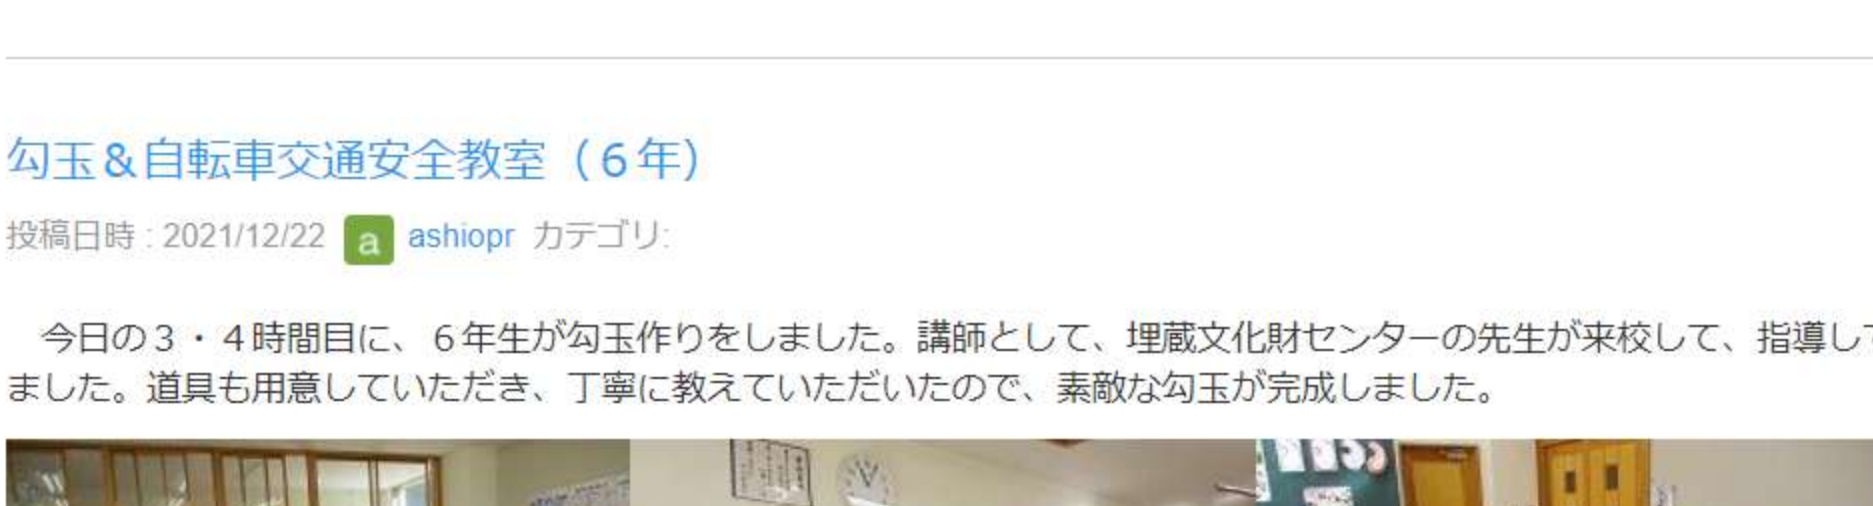 勾玉＆自転車交通安全教室（６年）
投稿日時 : 2021/12/22 a ashiopr カテゴリ:
今日の３・４時間目に、６年生が勾玉作りをしました。講師として、埋蔵文化財センターの先生が来校して、指導して
ました。道具も用意していただき、丁寧に教えていただいたので、素敵な勾玉が完成しました。